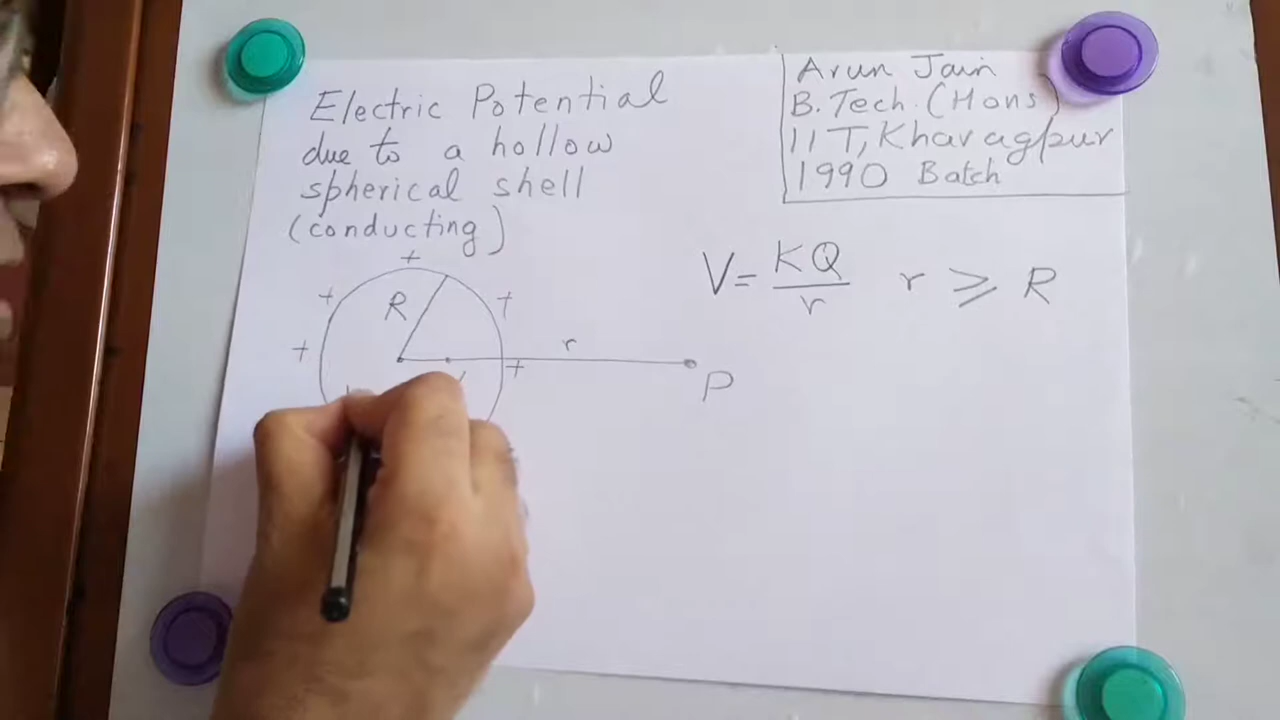 Electric Potential
due to a hollow
spherical shell
(conducting)
Arun Jain
B. Tech. (Hons)
IIT, Kharagpur
1990 Batch
V = KQ/r r ⩾ R
+
+
R
+
+
r
+
P